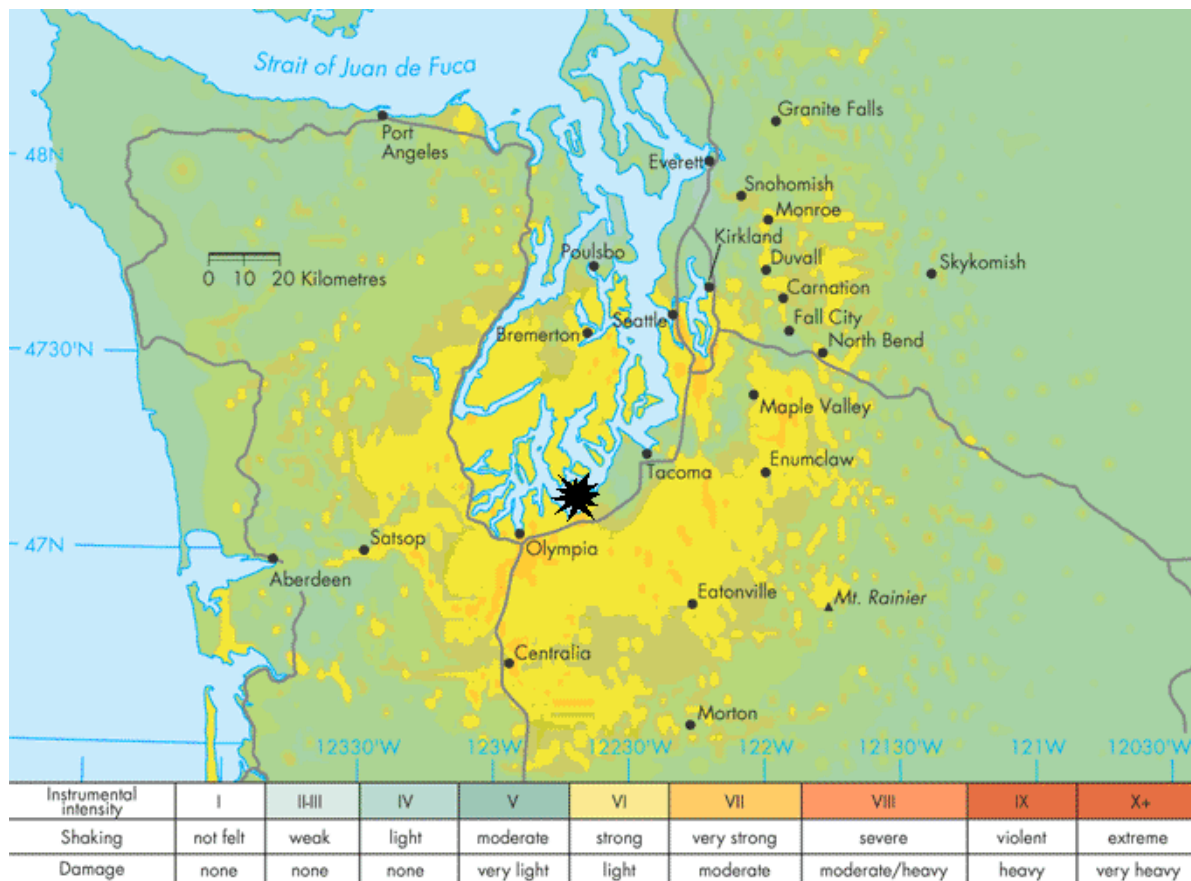 Strait of Juan de Fuca
Granite Falls
Port
Angeles
48N
Everett
Snohomish
Monroe
Kirkland
Poulsbo
Duvall
Skykomish
0 10 20 Kilometres
Carnation
Seattle
Fall City
Bremerton
4730'N
North Bend
Maple Valley
Enumclaw
Tacoma
Satsop
47N
Olympia
Aberdeen
Eatonville
Mt. Rainier
Centralia
Morton
12330'W 123W 12230'W 122W 12130'W 121W 12030'W
Instrumental
intensity I II-III IV V VI VII VIII IX X+
Shaking not felt weak light moderate strong very strong severe violent extreme
Damage none none none very light light moderate moderate/heavy heavy very heavy